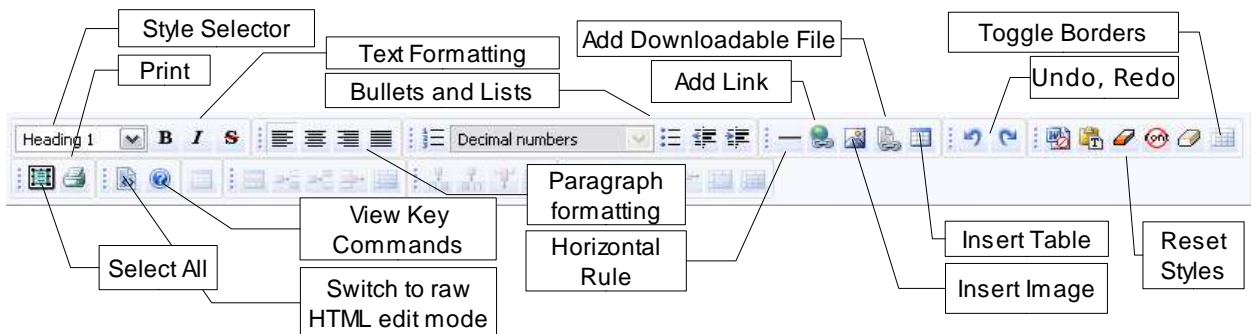 Style Selector
Print
Text Formatting
Bullets and Lists
Add Downloadable File
Add Link
Toggle Borders
Undo, Redo
Heading 1
B I S
Decimal numbers
Select All
View Key
Commands
Switch to raw
HTML edit mode
Paragraph
formatting
Horizontal
Rule
Insert Table
Insert Image
Reset
Styles